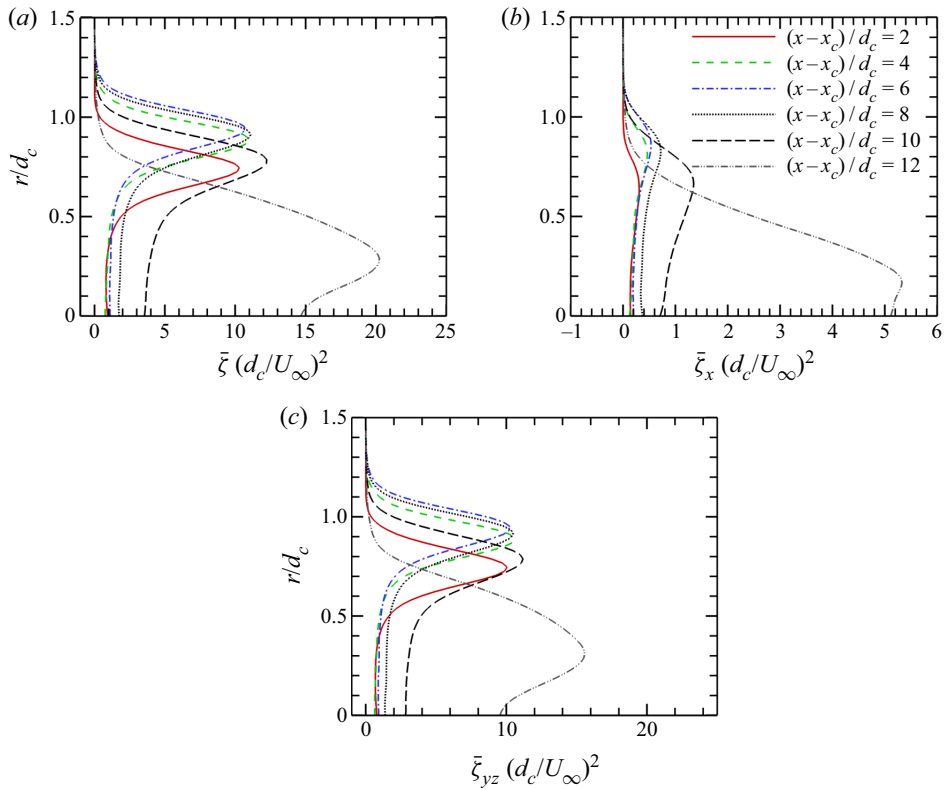 (a)
1.5
1.0
0.5
0
r/d_c
0 5 10 15 20 25
ζ̄ (d_c/U_∞)²
(b)
1.5
1.0
0.5
0
−1 0 1 2 3 4 5 6
ζ̄_x (d_c/U_∞)²
(x−x_c)/d_c = 2
(x−x_c)/d_c = 4
(x−x_c)/d_c = 6
(x−x_c)/d_c = 8
(x−x_c)/d_c = 10
(x−x_c)/d_c = 12
(c)
1.5
1.0
0.5
0
r/d_c
0 10 20
ζ̄_yz (d_c/U_∞)²